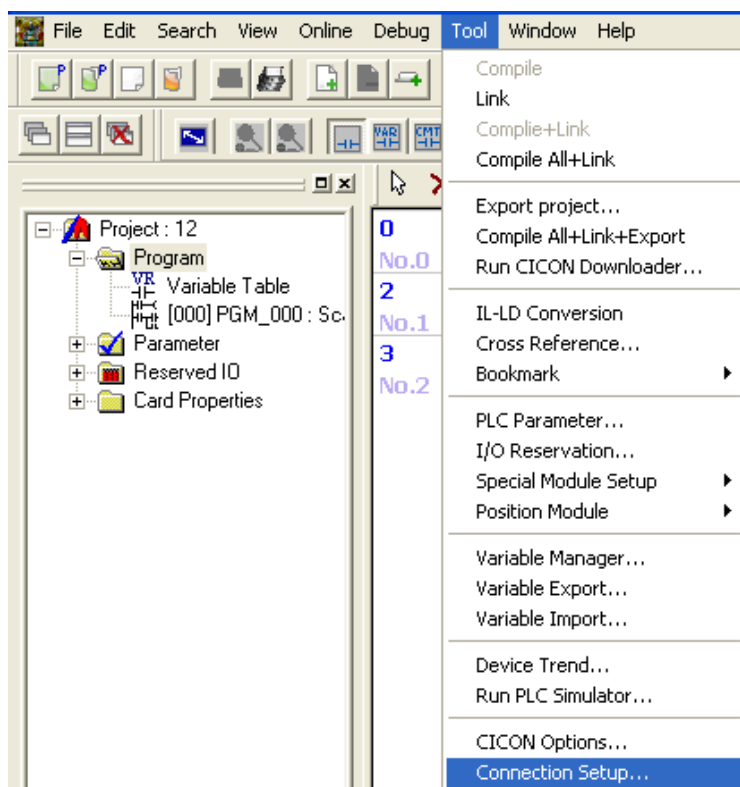 File Edit Search View Online Debug Tool Window Help
P P
VAR CMT
Project : 12
Program
VR Variable Table
[000] PGM_000 : Sc
Parameter
Reserved IO
Card Properties
0
No.0
2
No.1
3
No.2
Compile
Link
Complie+Link
Compile All+Link
Export project...
Compile All+Link+Export
Run CICON Downloader...
IL-LD Conversion
Cross Reference...
Bookmark
PLC Parameter...
I/O Reservation...
Special Module Setup
Position Module
Variable Manager...
Variable Export...
Variable Import...
Device Trend...
Run PLC Simulator...
CICON Options...
Connection Setup...